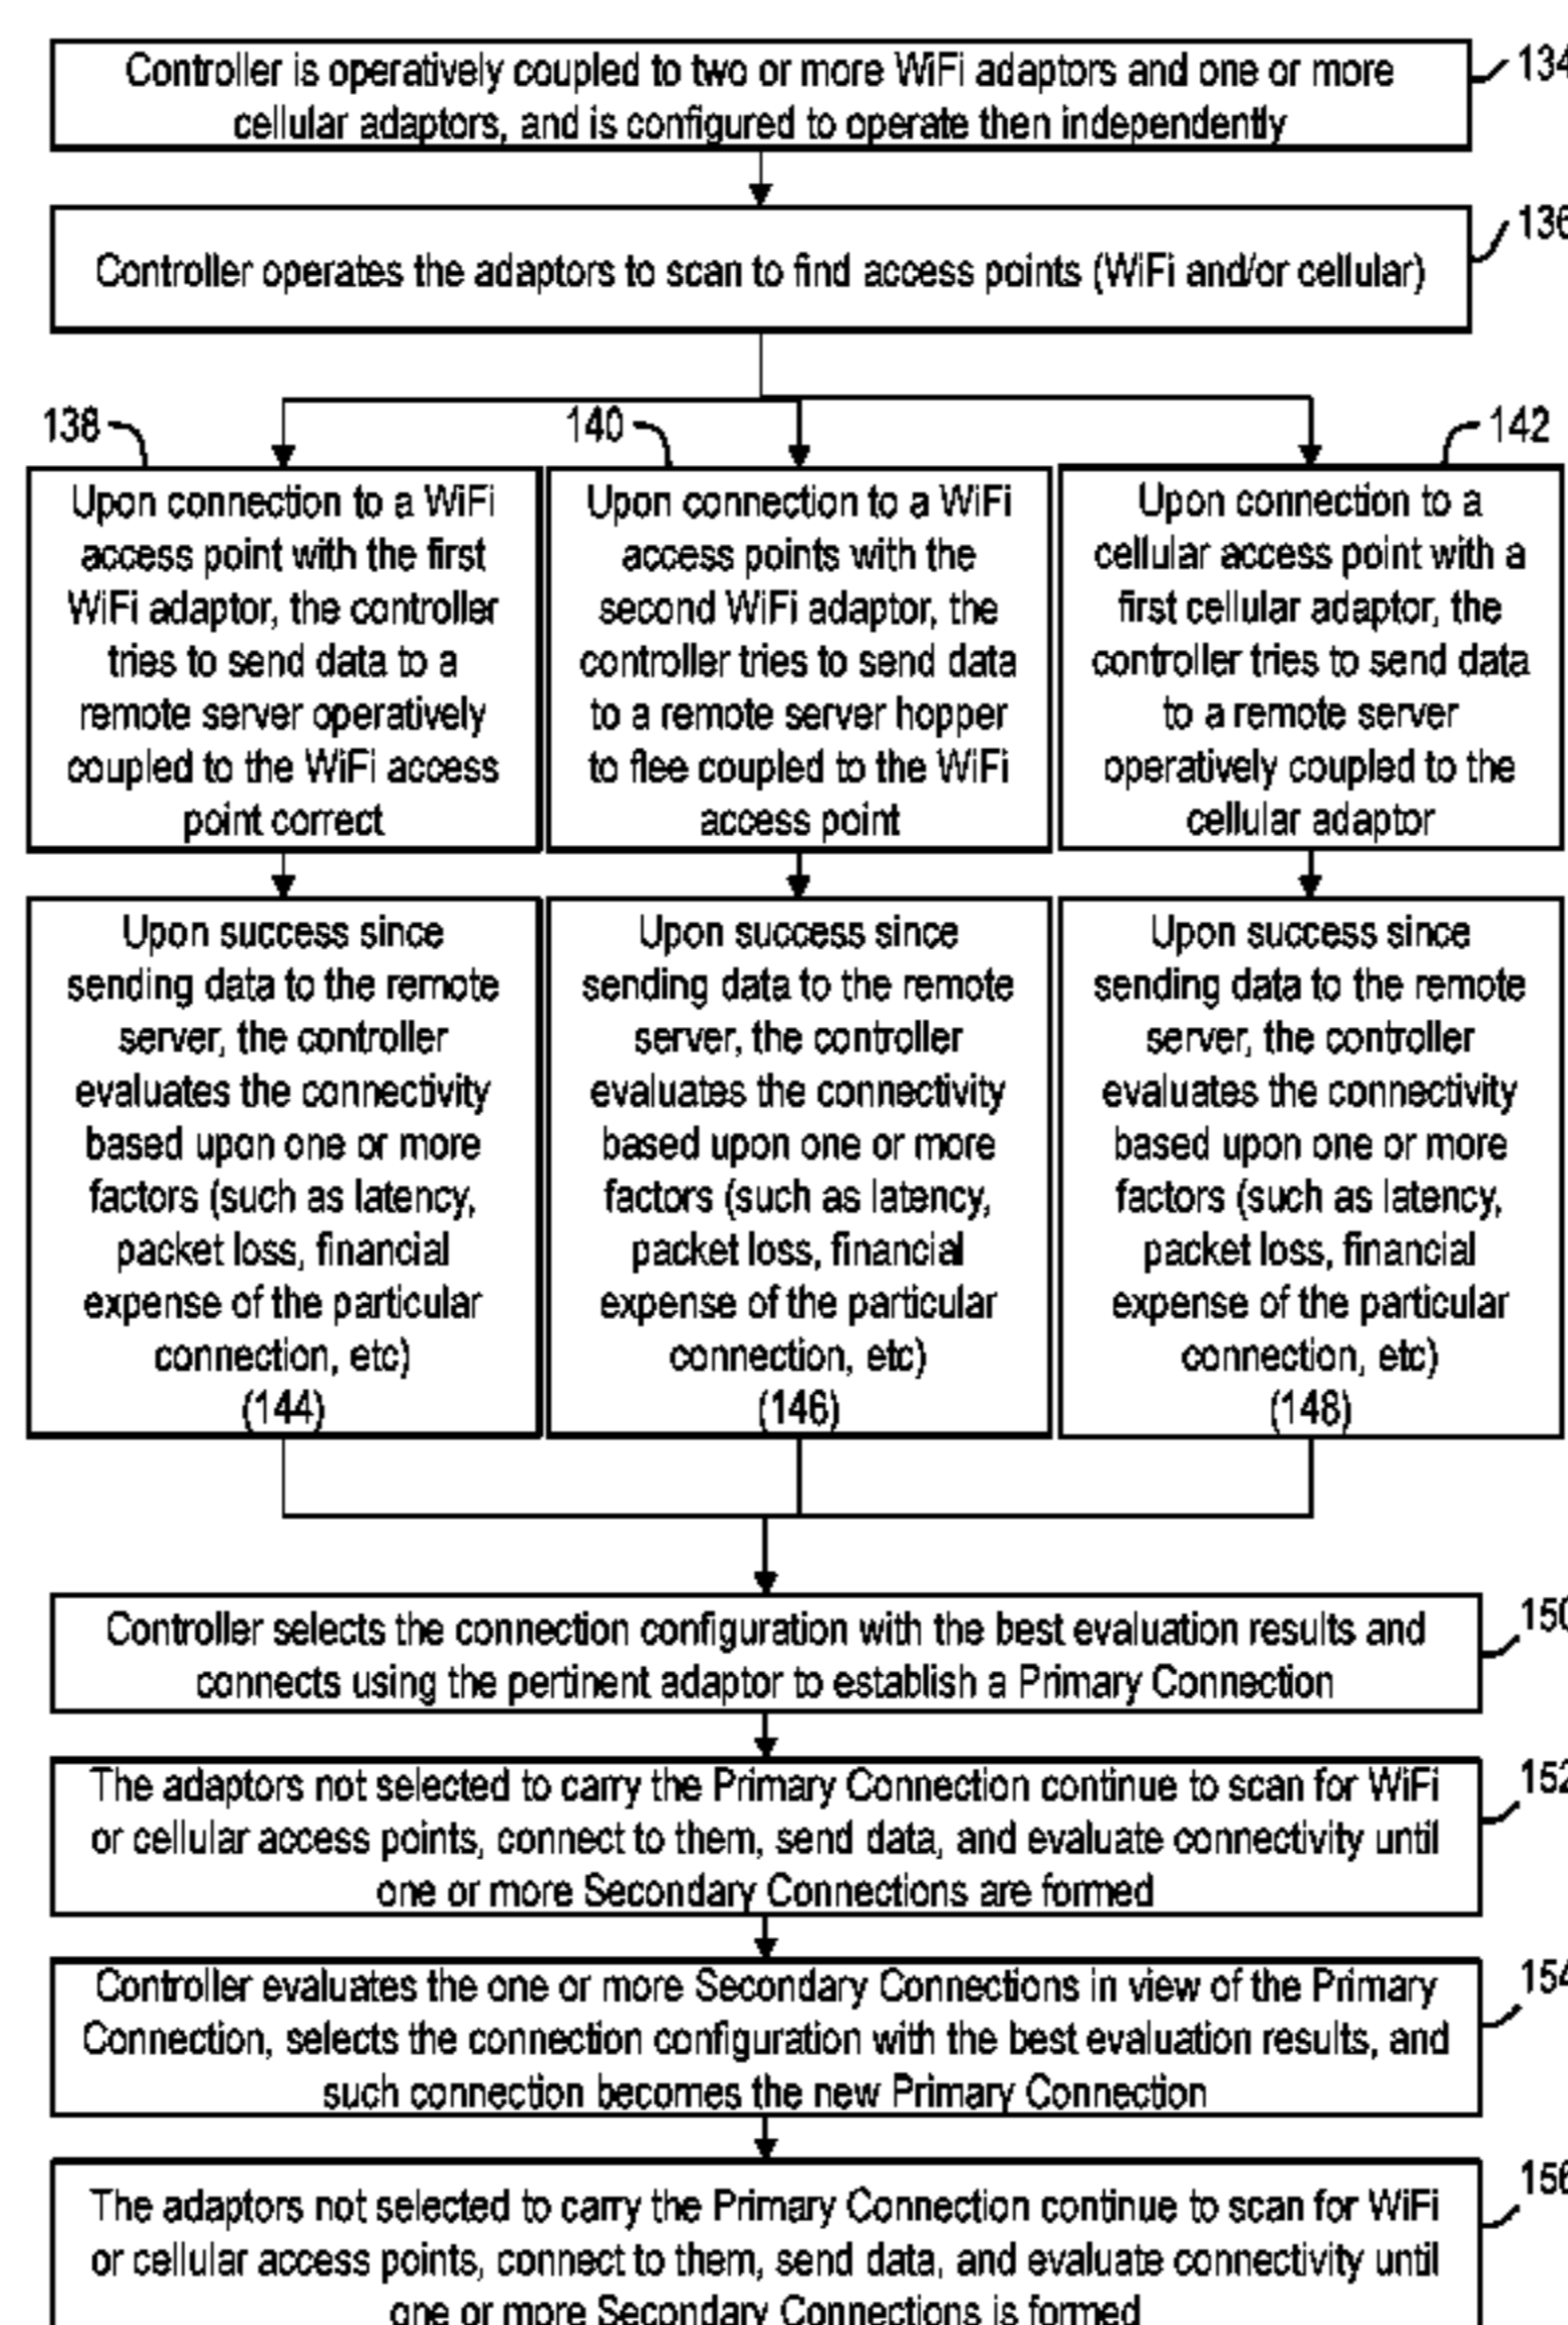 Controller is operatively coupled to two or more WiFi adaptors and one or more
cellular adaptors, and is configured to operate then independently
134
Controller operates the adaptors to scan to find access points (WiFi and/or cellular)
136
138
Upon connection to a WiFi
access point with the first
WiFi adaptor, the controller
tries to send data to a
remote server operatively
coupled to the WiFi access
point correct
140
Upon connection to a WiFi
access points with the
second WiFi adaptor, the
controller tries to send data
to a remote server hopper
to flee coupled to the WiFi
access point
142
Upon connection to a
cellular access point with a
first cellular adaptor, the
controller tries to send data
to a remote server
operatively coupled to the
cellular adaptor
Upon success since
sending data to the remote
server, the controller
evaluates the connectivity
based upon one or more
factors (such as latency,
packet loss, financial
expense of the particular
connection, etc)
(144)
Upon success since
sending data to the remote
server, the controller
evaluates the connectivity
based upon one or more
factors (such as latency,
packet loss, financial
expense of the particular
connection, etc)
(146)
Upon success since
sending data to the remote
server, the controller
evaluates the connectivity
based upon one or more
factors (such as latency,
packet loss, financial
expense of the particular
connection, etc)
(148)
Controller selects the connection configuration with the best evaluation results and
connects using the pertinent adaptor to establish a Primary Connection
150
The adaptors not selected to carry the Primary Connection continue to scan for WiFi
or cellular access points, connect to them, send data, and evaluate connectivity until
one or more Secondary Connections are formed
152
Controller evaluates the one or more Secondary Connections in view of the Primary
Connection, selects the connection configuration with the best evaluation results, and
such connection becomes the new Primary Connection
154
The adaptors not selected to carry the Primary Connection continue to scan for WiFi
or cellular access points, connect to them, send data, and evaluate connectivity until
one or more Secondary Connections is formed
156